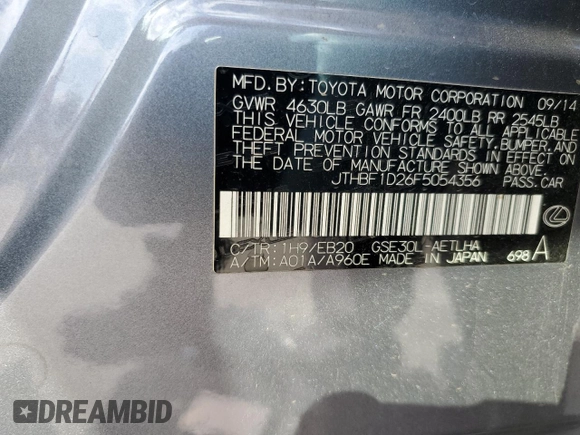 MFD. BY: TOYOTA MOTOR CORPORATION 09/14
GVWR 4630LB GAWR FR 2400LB RR 2545LB
THIS VEHICLE CONFORMS TO ALL APPLICABLE
FEDERAL MOTOR VEHICLE SAFETY, BUMPER, AND
THEFT PREVENTION STANDARDS IN EFFECT ON
THE DATE OF MANUFACTURE SHOWN ABOVE.
JTHBF1D26F5054356 PASS. CAR
C/TR: 1H9/EB20 GSE30L-AETLHA
A/TM: A01A/A960E MADE IN JAPAN 698 A
DREAMBID